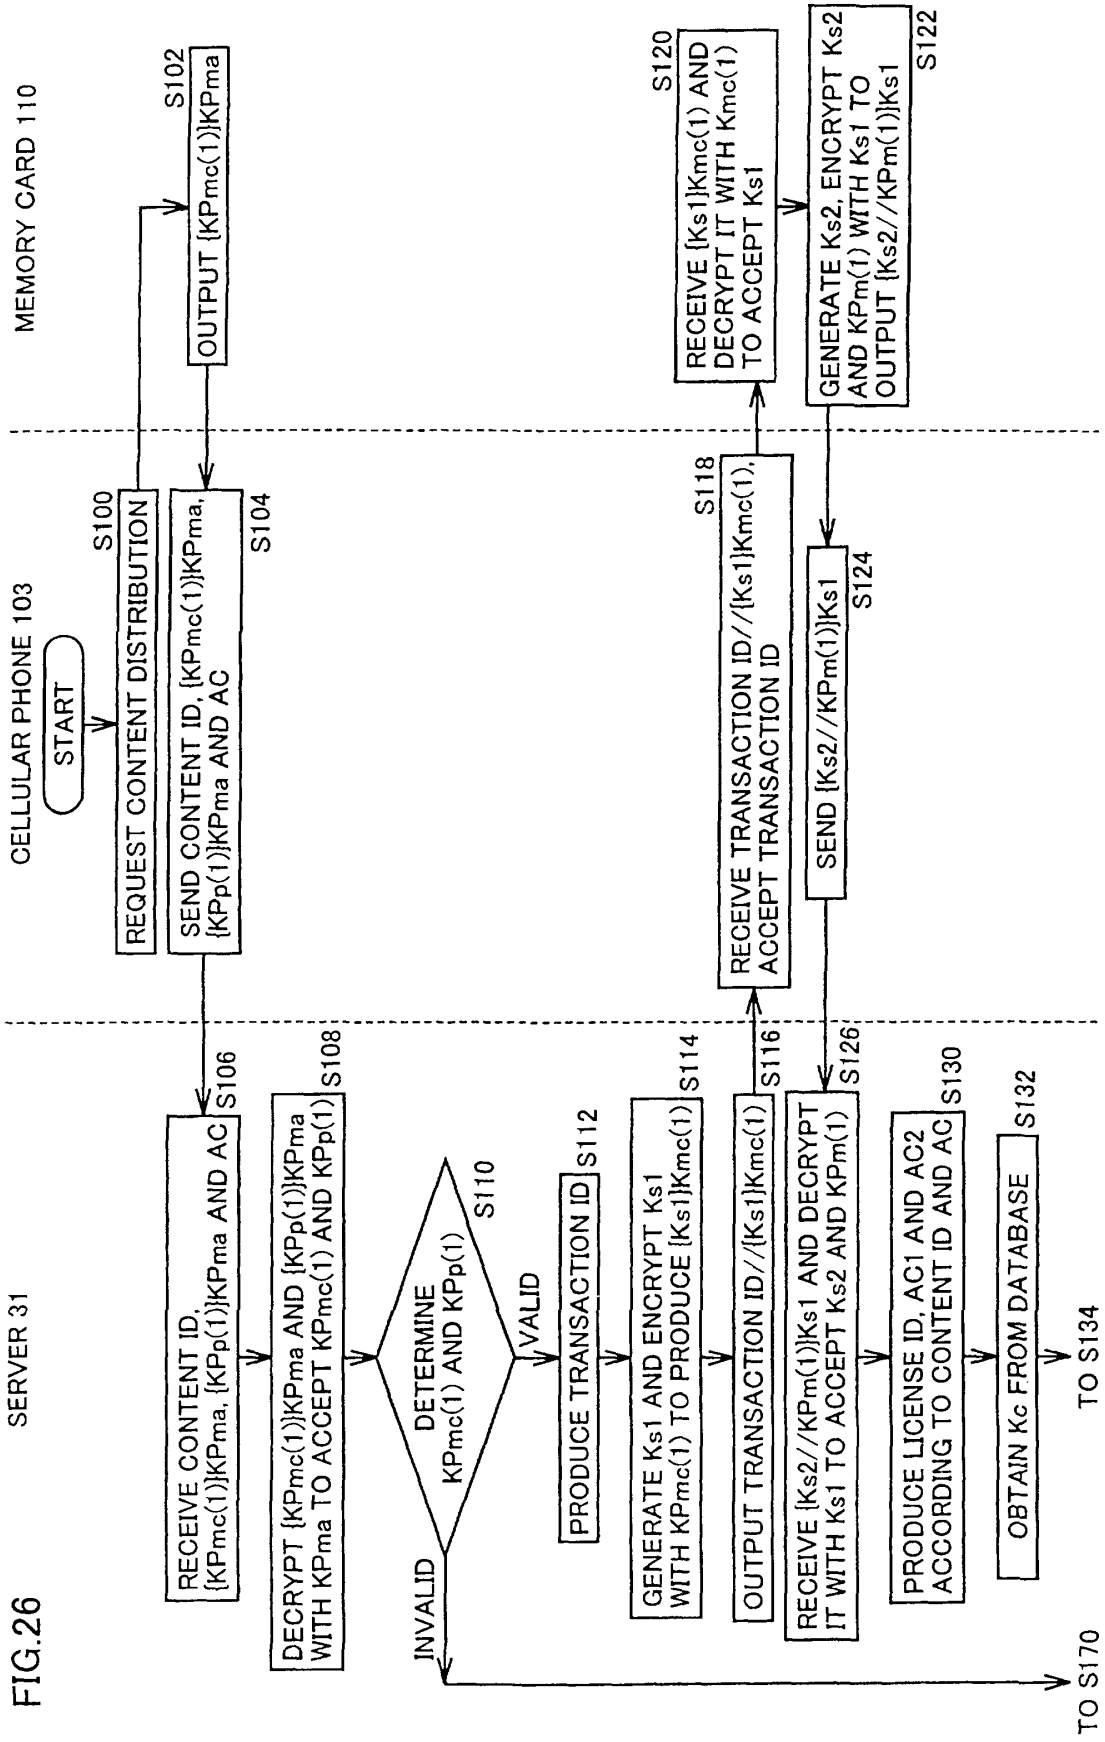 FIG.26
SERVER 31
CELLULAR PHONE 103
MEMORY CARD 110
START
S100
REQUEST CONTENT DISTRIBUTION
S102
OUTPUT {KPmc(1)}KPma
SEND CONTENT ID, {KPmc(1)}KPma,
{KPp(1)}KPma AND AC
S104
RECEIVE CONTENT ID,
{KPmc(1)}KPma, {KPp(1)}KPma AND AC
S106
DECRYPT {KPmc(1)}KPma AND {KPp(1)}KPma
WITH KPma TO ACCEPT KPmc(1) AND KPp(1)
S108
DETERMINE
KPmc(1) AND KPp(1)
S110
INVALID
VALID
PRODUCE TRANSACTION ID
S112
GENERATE Ks1 AND ENCRYPT Ks1
WITH KPmc(1) TO PRODUCE {Ks1}Kmc(1)
S114
OUTPUT TRANSACTION ID//{Ks1}Kmc(1)
S116
S118
RECEIVE TRANSACTION ID//{Ks1}Kmc(1),
ACCEPT TRANSACTION ID
S120
RECEIVE {Ks1}Kmc(1) AND
DECRYPT IT WITH Kmc(1)
TO ACCEPT Ks1
GENERATE Ks2, ENCRYPT Ks2
AND KPm(1) WITH Ks1 TO
OUTPUT {Ks2//KPm(1)}Ks1
S122
SEND {Ks2//KPm(1)}Ks1
S124
RECEIVE {Ks2//KPm(1)}Ks1 AND DECRYPT
IT WITH Ks1 TO ACCEPT Ks2 AND KPm(1)
S126
PRODUCE LICENSE ID, AC1 AND AC2
ACCORDING TO CONTENT ID AND AC
S130
OBTAIN Kc FROM DATABASE
S132
TO S170
TO S134